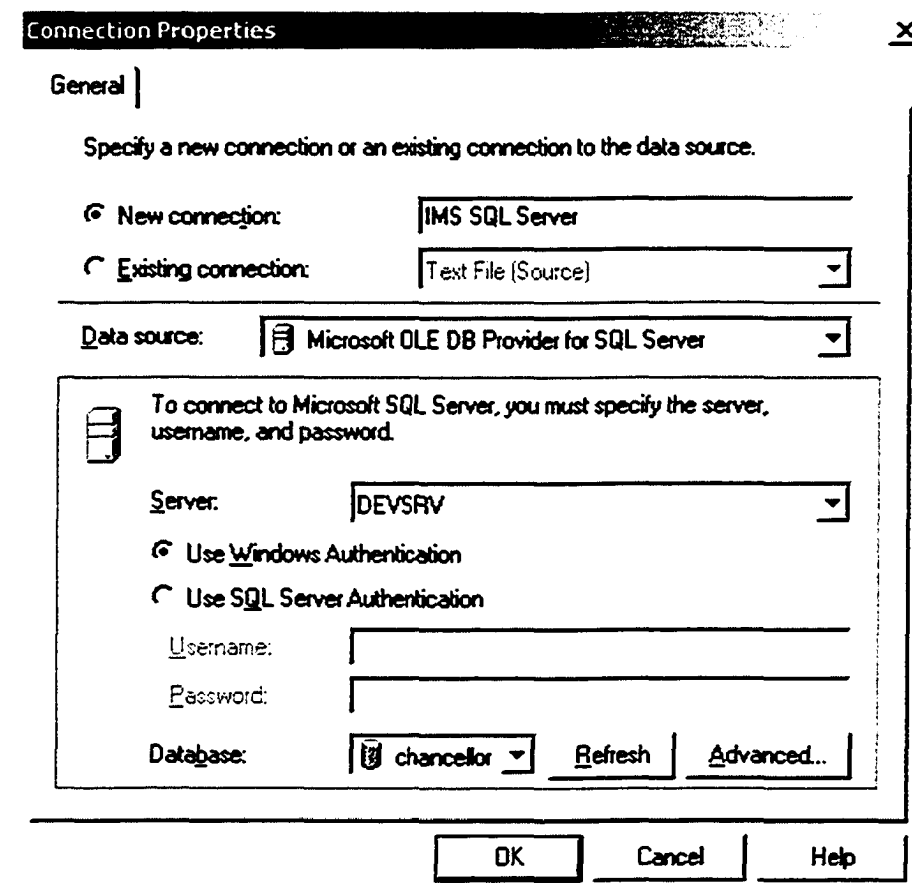 Connection Properties
General
Specify a new connection or an existing connection to the data source.
New connection: IMS SQL Server
Existing connection: Text File (Source)
Data source: Microsoft OLE DB Provider for SQL Server
To connect to Microsoft SQL Server, you must specify the server,
username, and password.
Server: DEVSRV
Use Windows Authentication
Use SQL Server Authentication
Username:
Password:
Database: chancellor Refresh Advanced...
OK Cancel Help